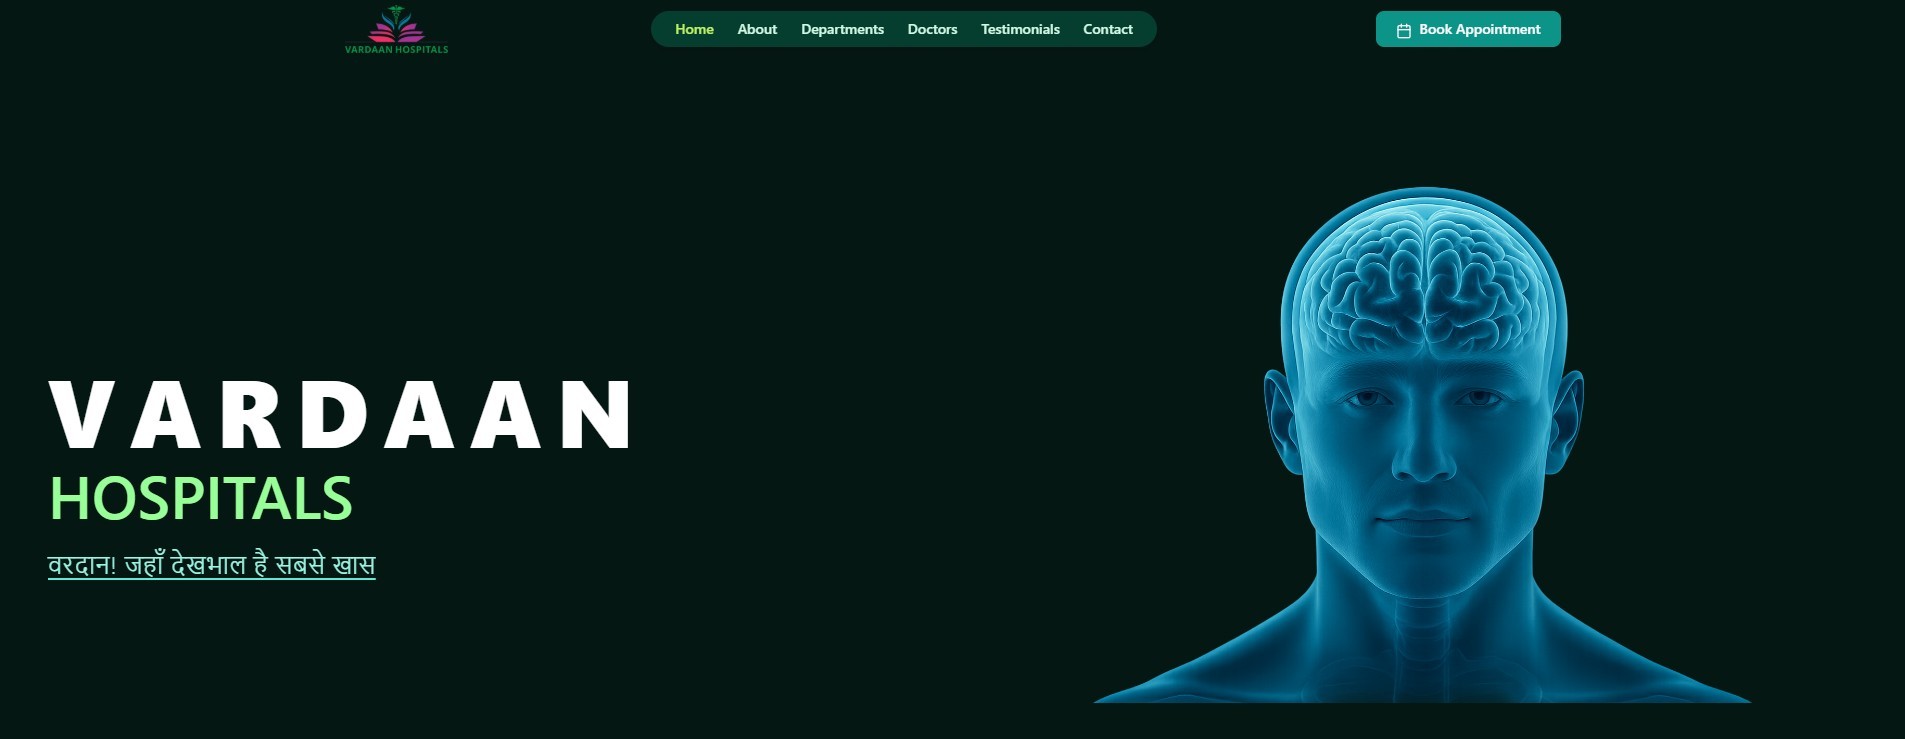 VARDAAN HOSPITALS
Home About Departments Doctors Testimonials Contact
Book Appointment
VARDAAN
HOSPITALS
वरदान! जहाँ देखभाल है सबसे खास